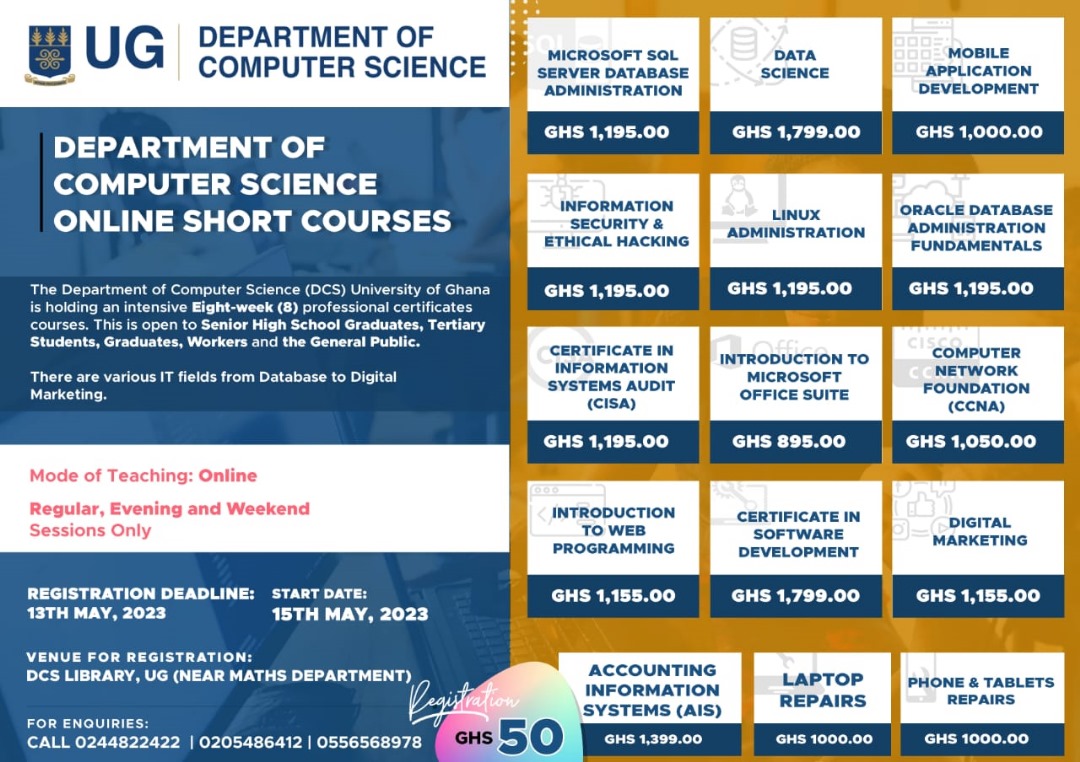 UG
DEPARTMENT OF
COMPUTER SCIENCE
DEPARTMENT OF
COMPUTER SCIENCE
ONLINE SHORT COURSES
The Department of Computer Science (DCS) University of Ghana
is holding an intensive Eight-week (8) professional certificates
courses. This is open to Senior High School Graduates, Tertiary
Students, Graduates, Workers and the General Public.
There are various IT fields from Database to Digital
Marketing.
Mode of Teaching: Online
Regular, Evening and Weekend
Sessions Only
REGISTRATION DEADLINE:
13TH MAY, 2023
START DATE:
15TH MAY, 2023
VENUE FOR REGISTRATION:
DCS LIBRARY, UG (NEAR MATHS DEPARTMENT)
FOR ENQUIRIES:
CALL 0244822422 | 0205486412 | 0556568978
Registration
GHS 50
SQL
MICROSOFT SQL
SERVER DATABASE
ADMINISTRATION
GHS 1,195.00
DATA
SCIENCE
GHS 1,799.00
MOBILE
APPLICATION
DEVELOPMENT
GHS 1,000.00
INFORMATION
SECURITY &
ETHICAL HACKING
GHS 1,195.00
LINUX
ADMINISTRATION
GHS 1,195.00
ORACLE DATABASE
ADMINISTRATION
FUNDAMENTALS
GHS 1,195.00
CERTIFICATE IN
INFORMATION
SYSTEMS AUDIT
(CISA)
GHS 1,195.00
Office
INTRODUCTION TO
MICROSOFT
OFFICE SUITE
GHS 895.00
CISCO
COMPUTER
NETWORK
FOUNDATION
(CCNA)
GHS 1,050.00
INTRODUCTION
TO WEB
PROGRAMMING
GHS 1,155.00
CERTIFICATE IN
SOFTWARE
DEVELOPMENT
GHS 1,799.00
DIGITAL
MARKETING
GHS 1,155.00
ACCOUNTING
INFORMATION
SYSTEMS (AIS)
GHS 1,399.00
LAPTOP
REPAIRS
GHS 1000.00
PHONE & TABLETS
REPAIRS
GHS 1000.00